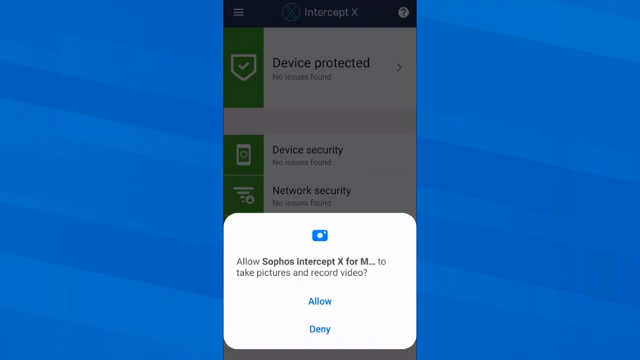 Intercept X
Device protected
No issues found
Device security
No issues found
Network security
No issues found
Allow Sophos Intercept X for M... to
take pictures and record video?
Allow
Deny